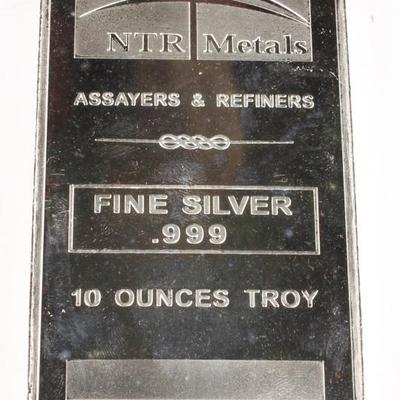 NTR Metals
ASSAYERS & REFINERS
FINE SILVER
.999
10 OUNCES TROY